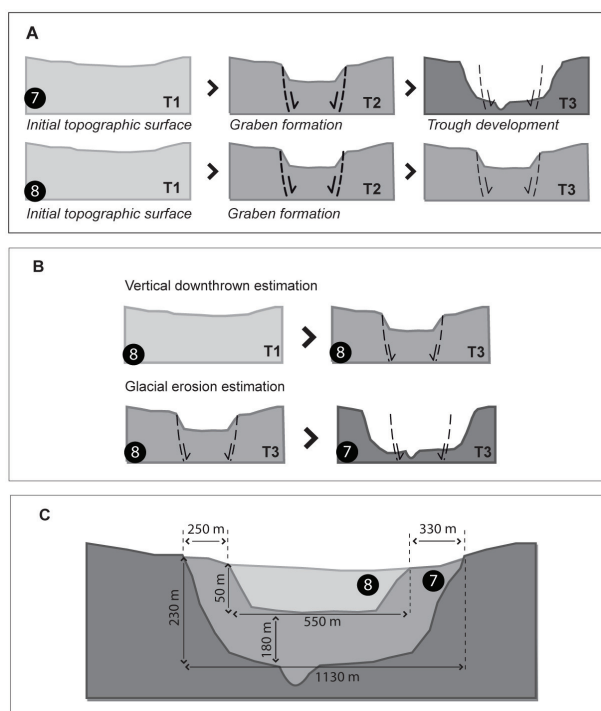 A
7
T1
Initial topographic surface
>
T2
Graben formation
>
T3
Trough development
8
T1
Initial topographic surface
>
T2
Graben formation
>
T3
B
Vertical downthrown estimation
8
T1
>
8
T3
Glacial erosion estimation
8
T3
>
7
T3
C
250 m
330 m
8
7
230 m
50 m
550 m
180 m
1130 m